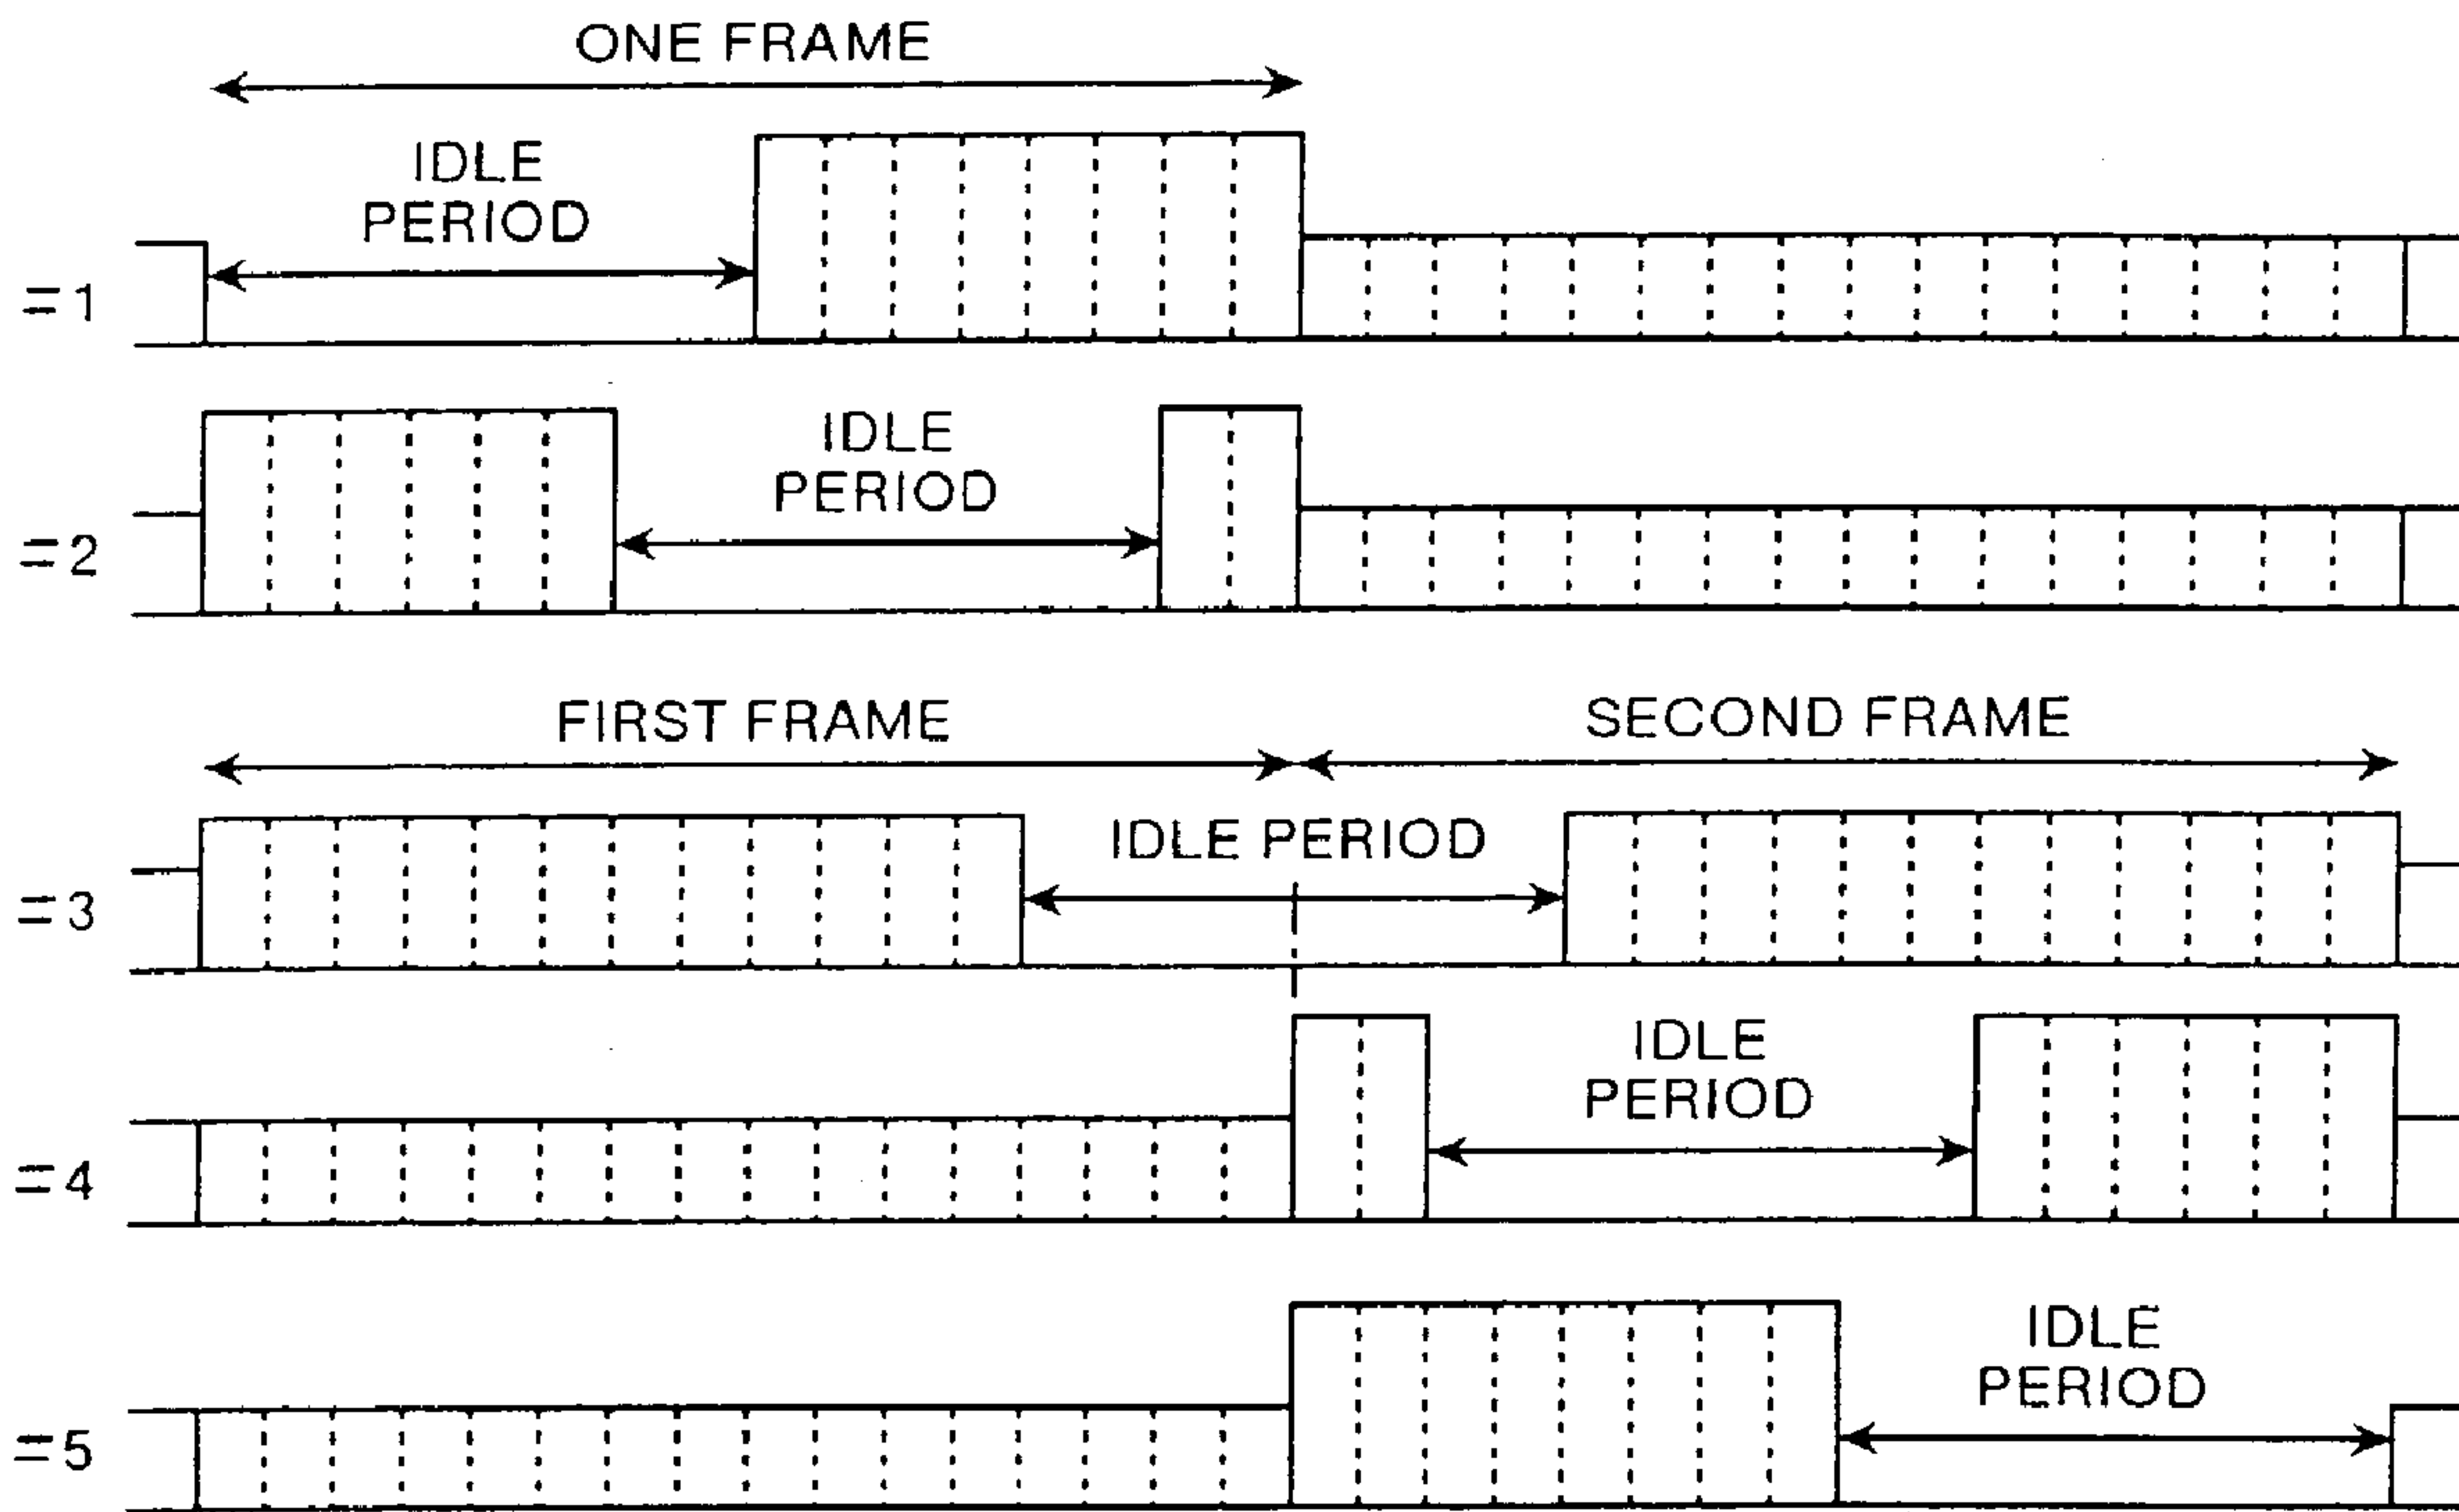 ONE FRAME
IDLE
PERIOD
=1
IDLE
PERIOD
=2
FIRST FRAME
SECOND FRAME
IDLE PERIOD
=3
IDLE
PERIOD
=4
IDLE
PERIOD
=5